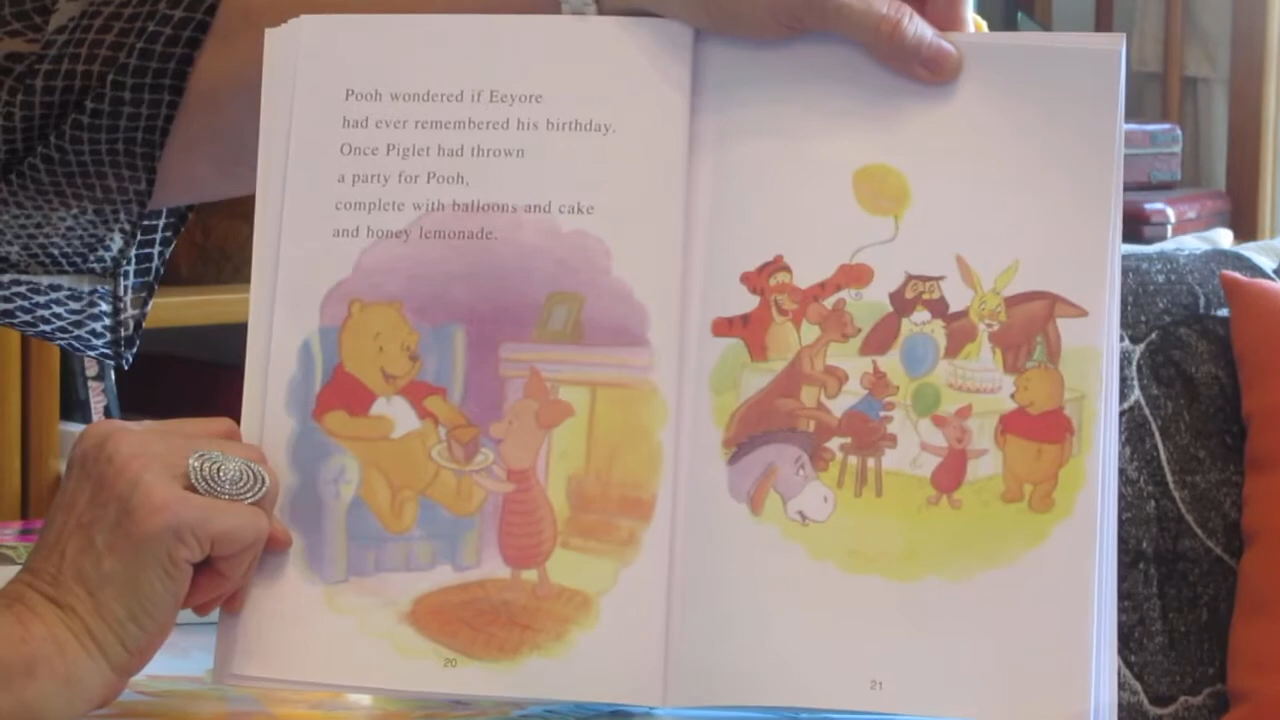 Pooh wondered if Eeyore
had ever remembered his birthday.
Once Piglet had thrown
a party for Pooh,
complete with balloons and cake
and honey lemonade.
20
21